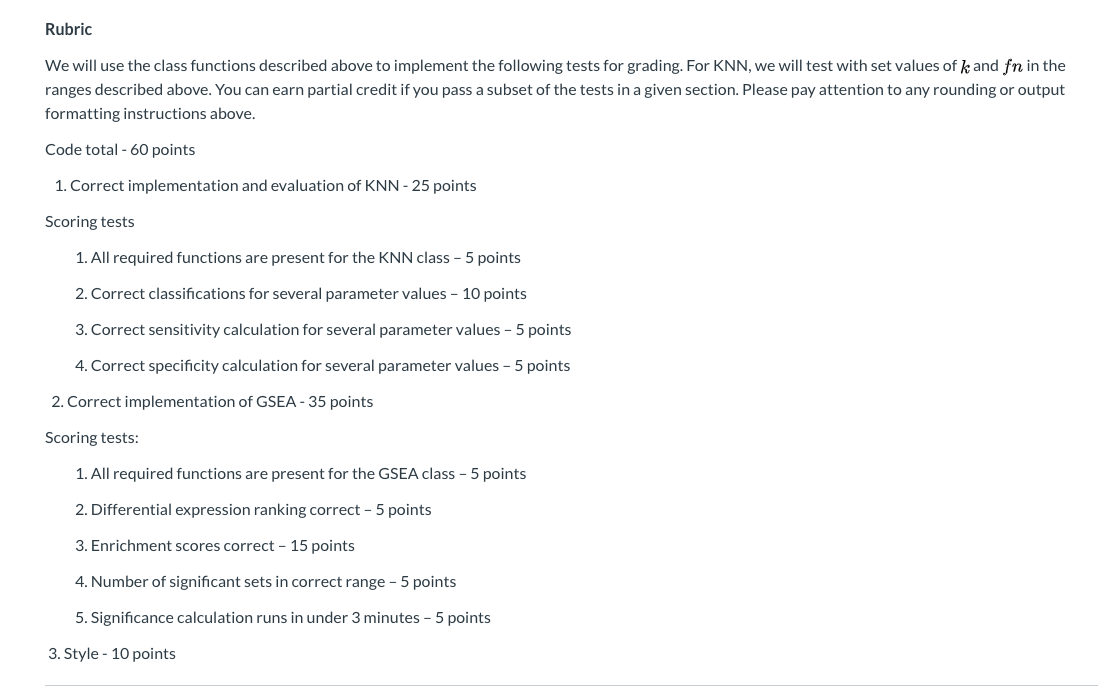 Rubric
We will use the class functions described above to implement the following tests for grading. For KNN, we will test with set values of k and fn in the
ranges described above. You can earn partial credit if you pass a subset of the tests in a given section. Please pay attention to any rounding or output
formatting instructions above.
Code total - 60 points
1. Correct implementation and evaluation of KNN - 25 points
Scoring tests
1. All required functions are present for the KNN class – 5 points
2. Correct classifications for several parameter values – 10 points
3. Correct sensitivity calculation for several parameter values – 5 points
4. Correct specificity calculation for several parameter values – 5 points
2. Correct implementation of GSEA - 35 points
Scoring tests:
1. All required functions are present for the GSEA class – 5 points
2. Differential expression ranking correct – 5 points
3. Enrichment scores correct – 15 points
4. Number of significant sets in correct range – 5 points
5. Significance calculation runs in under 3 minutes – 5 points
3. Style - 10 points